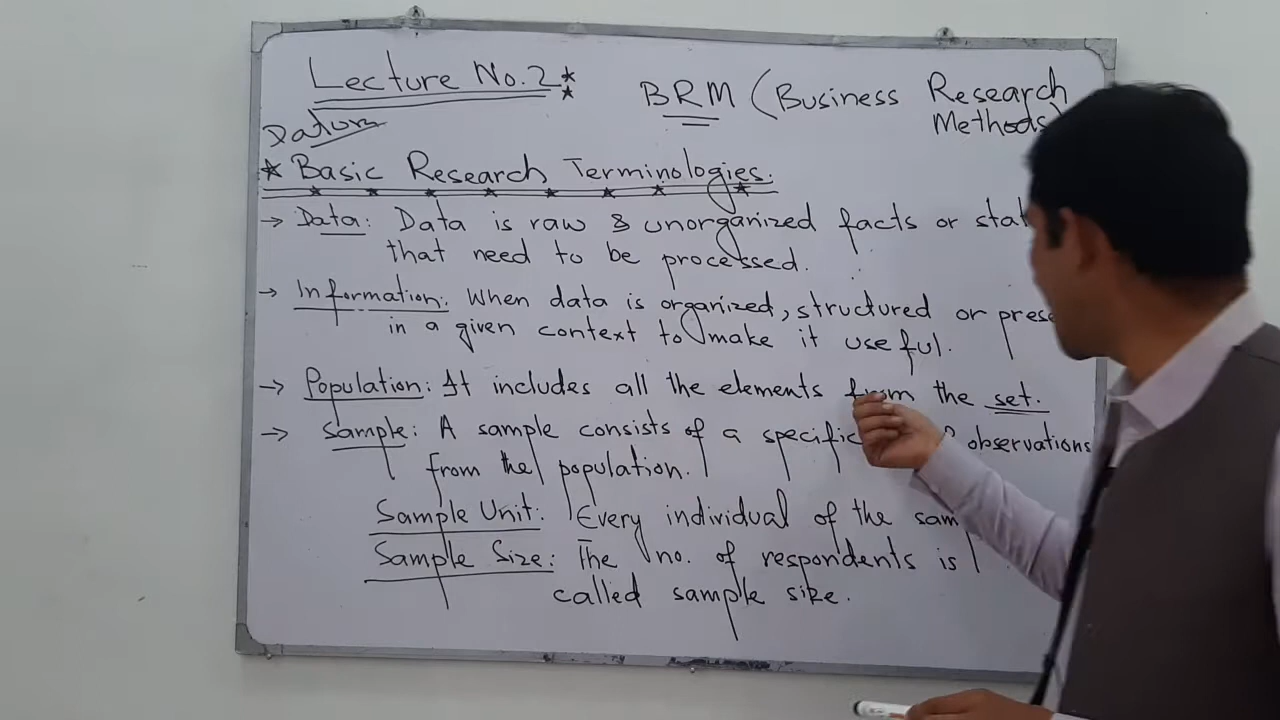 Lecture No.2
BRM (Business Research
Methods)
Datum
* Basic Research Terminologies.
→ Data: Data is raw & unorganized facts or
that need to be processed.
→ Information: When data is organized, structured or
in a given context to make it useful.
→ Population: It includes all the elements from the set.
→ Sample: A sample consists of a specific observations
from the population.
Sample Unit: Every individual of the
Sample Size: The no. of respondents is
called sample size.